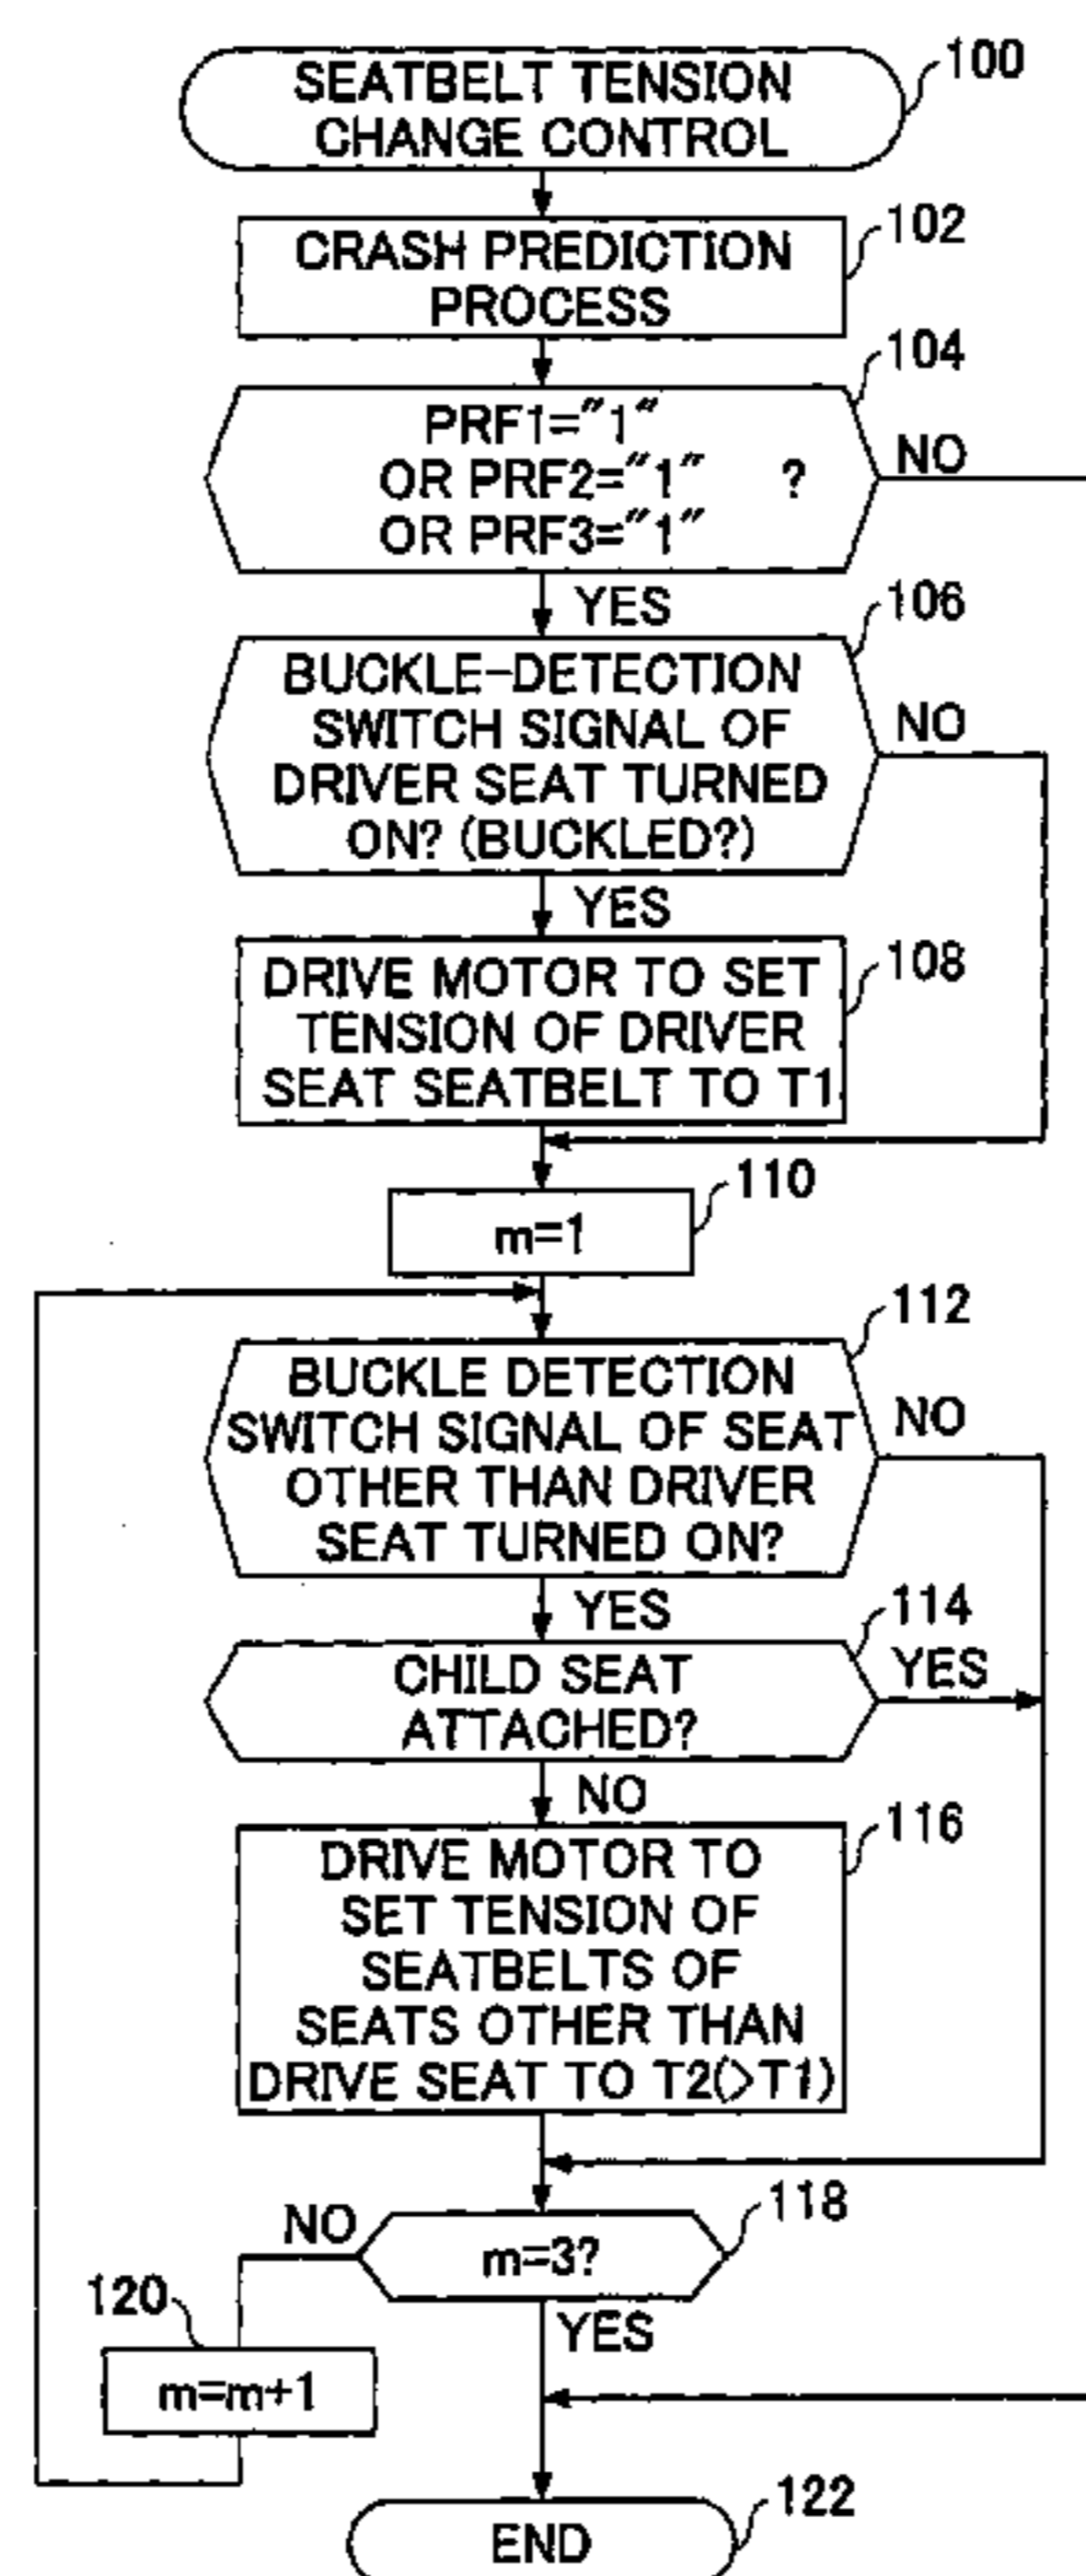 SEATBELT TENSION
CHANGE CONTROL
100
CRASH PREDICTION
PROCESS
102
104
PRF1="1"
OR PRF2="1" ?
OR PRF3="1"
NO
YES
106
BUCKLE-DETECTION
SWITCH SIGNAL OF
DRIVER SEAT TURNED
ON? (BUCKLED?)
NO
YES
108
DRIVE MOTOR TO SET
TENSION OF DRIVER
SEAT SEATBELT TO T1
110
m=1
112
BUCKLE DETECTION
SWITCH SIGNAL OF SEAT
OTHER THAN DRIVER
SEAT TURNED ON?
NO
YES
114
CHILD SEAT
ATTACHED?
YES
NO
116
DRIVE MOTOR TO
SET TENSION OF
SEATBELTS OF
SEATS OTHER THAN
DRIVE SEAT TO T2(>T1)
118
NO
m=3?
YES
120
m=m+1
122
END